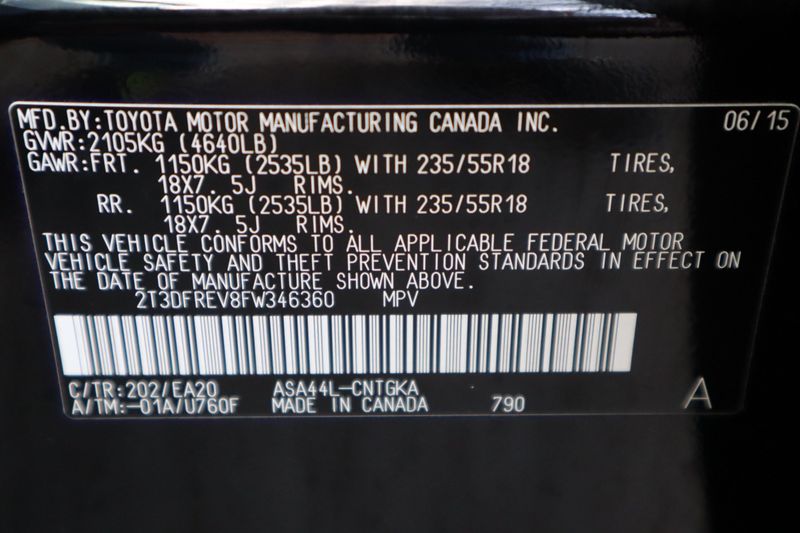 MFD.BY:TOYOTA MOTOR MANUFACTURING CANADA INC. 06/15
GVWR:2105KG (4640LB)
GAWR:FRT. 1150KG (2535LB) WITH 235/55R18 TIRES,
18X7. 5J RIMS.
RR. 1150KG (2535LB) WITH 235/55R18 TIRES,
18X7. 5J RIMS.
THIS VEHICLE CONFORMS TO ALL APPLICABLE FEDERAL MOTOR
VEHICLE SAFETY AND THEFT PREVENTION STANDARDS IN EFFECT ON
THE DATE OF MANUFACTURE SHOWN ABOVE.
2T3DFREV8FW346360 MPV
C/TR:202/EA20 ASA44L-CNTGKA
A/TM:-01A/U760F MADE IN CANADA 790 A